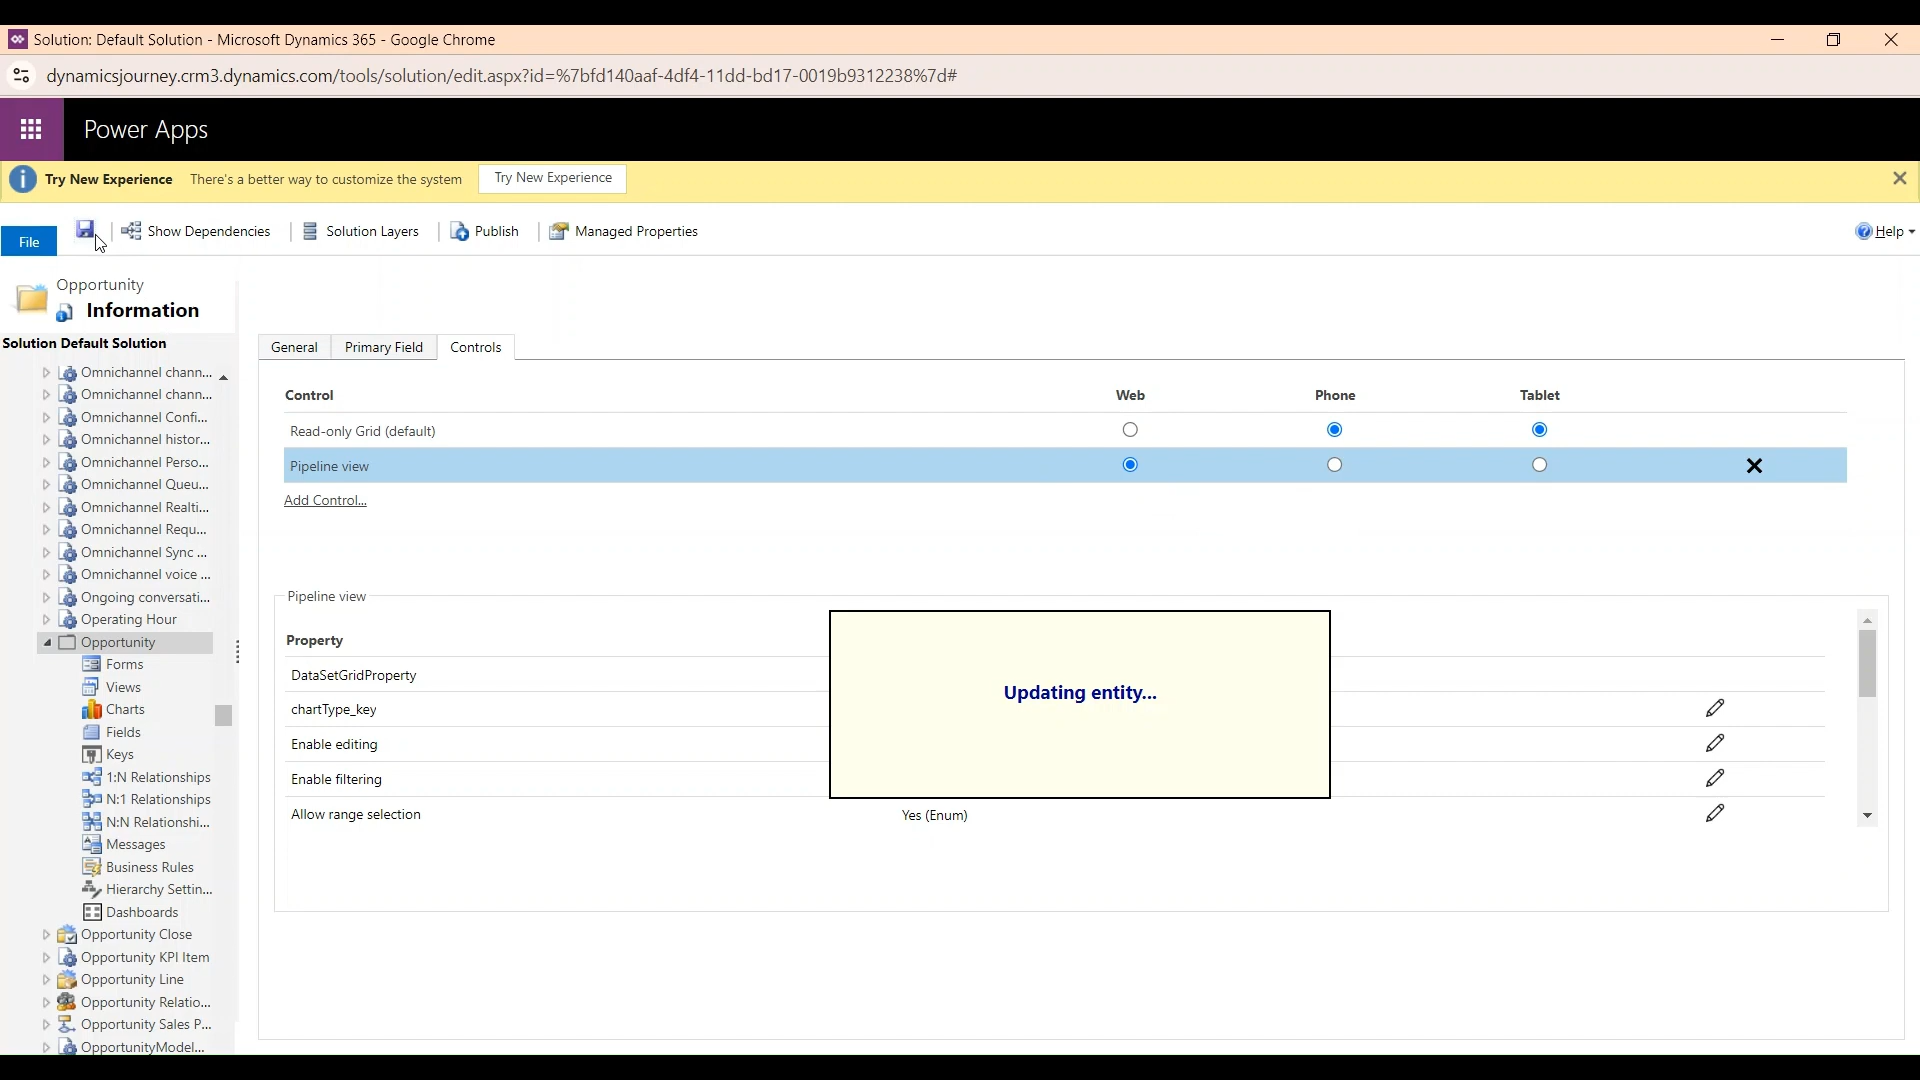 Solution: Default Solution - Microsoft Dynamics 365 - Google Chrome
dynamicsjourney.crm3.dynamics.com/tools/solution/edit.aspx?id=%7bfd140aaf-4df4-11dd-bd17-0019b9312238%7d#
Power Apps
Try New Experience There's a better way to customize the system Try New Experience
File Show Dependencies Solution Layers Publish Managed Properties Help
Opportunity
Information
Solution Default Solution
Omnichannel chann...
Omnichannel chann...
Omnichannel Confi...
Omnichannel histor...
Omnichannel Perso...
Omnichannel Queu...
Omnichannel Realti...
Omnichannel Requ...
Omnichannel Sync ...
Omnichannel voice ...
Ongoing conversati...
Operating Hour
Opportunity
Forms
Views
Charts
Fields
Keys
1:N Relationships
N:1 Relationships
N:N Relationshi...
Messages
Business Rules
Hierarchy Settin...
Dashboards
Opportunity Close
Opportunity KPI Item
Opportunity Line
Opportunity Relatio...
Opportunity Sales P...
OpportunityModel...
General Primary Field Controls
Control Web Phone Tablet
Read-only Grid (default)
Pipeline view
Add Control...
Pipeline view
Property
DataSetGridProperty
chartType_key
Enable editing
Enable filtering
Allow range selection Yes (Enum)
Updating entity...